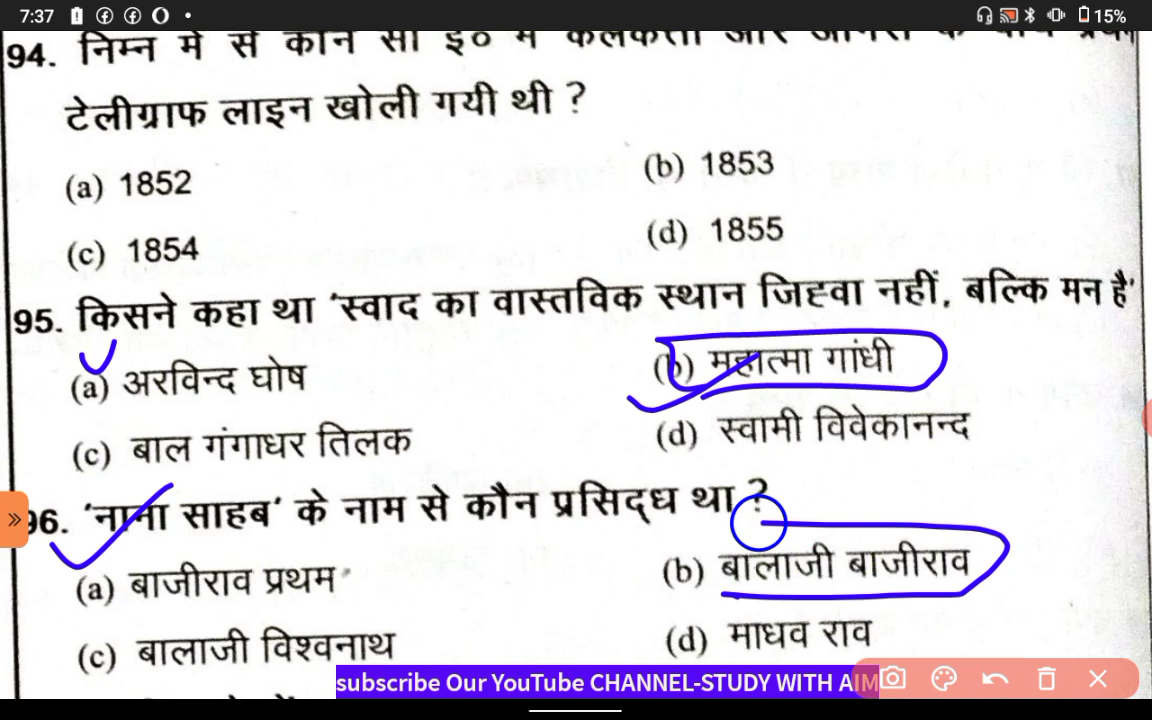 7:37
15%
94. निम्न में से कौन सी ई० में कलकत्ता और आगरा के बीच प्रथम
टेलीग्राफ लाइन खोली गयी थी ?
(a) 1852 (b) 1853
(c) 1854 (d) 1855
95. किसने कहा था 'स्वाद का वास्तविक स्थान जिह्वा नहीं, बल्कि मन है'
(a) अरविन्द घोष (b) महात्मा गांधी
(c) बाल गंगाधर तिलक (d) स्वामी विवेकानन्द
96. 'नाना साहब' के नाम से कौन प्रसिद्ध था ?
(a) बाजीराव प्रथम (b) बालाजी बाजीराव
(c) बालाजी विश्वनाथ (d) माधव राव
subscribe Our YouTube CHANNEL-STUDY WITH AIM